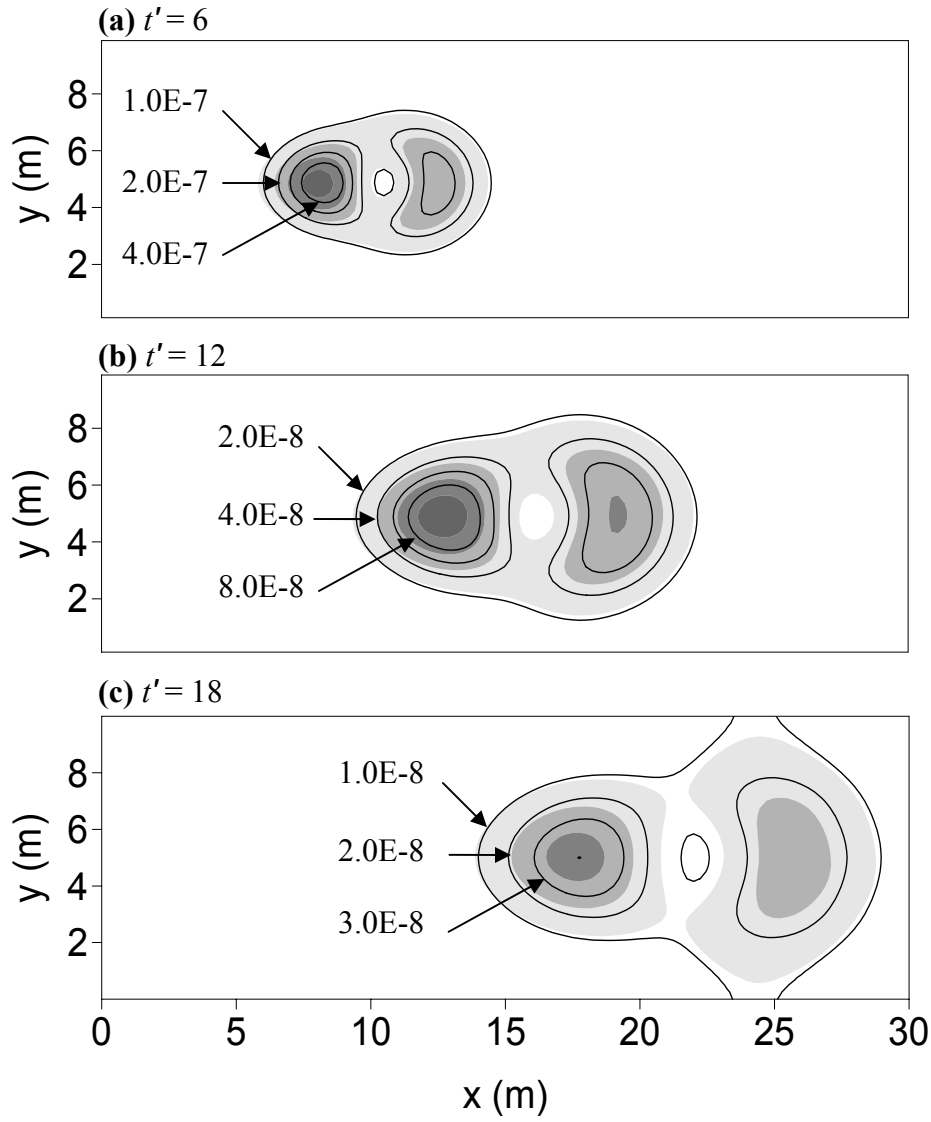 (a) t' = 6
8
1.0E-7
6
2.0E-7
4
4.0E-7
2
y (m)
(b) t' = 12
8
2.0E-8
6
4.0E-8
4
8.0E-8
2
y (m)
(c) t' = 18
8
1.0E-8
6
2.0E-8
4
3.0E-8
2
y (m)
0 5 10 15 20 25 30
x (m)